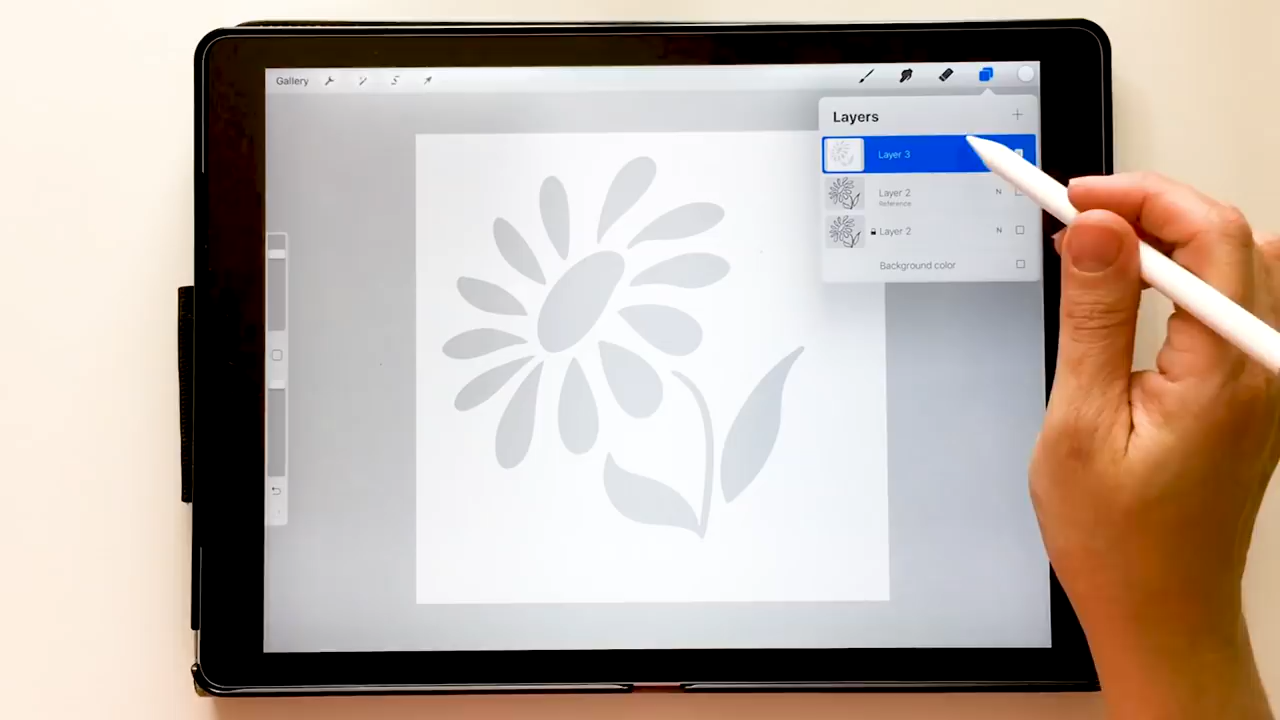 Gallery
Layers
Layer 3
Layer 2
N
Reference
Layer 2
N
Background color